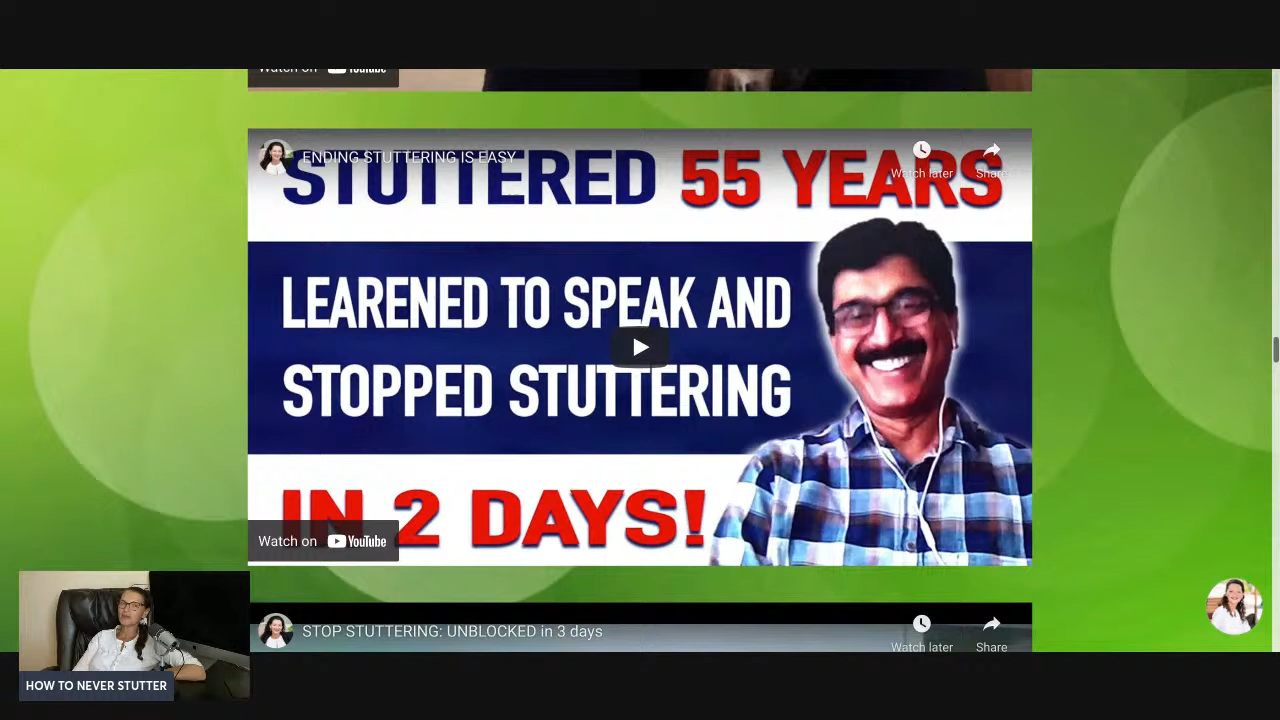 Watch on YouTube
ENDING STUTTERING IS EASY
Watch later
Share
STUTTERED 55 YEARS
LEARENED TO SPEAK AND
STOPPED STUTTERING
IN 2 DAYS!
Watch on YouTube
STOP STUTTERING: UNBLOCKED in 3 days
Watch later
Share
HOW TO NEVER STUTTER